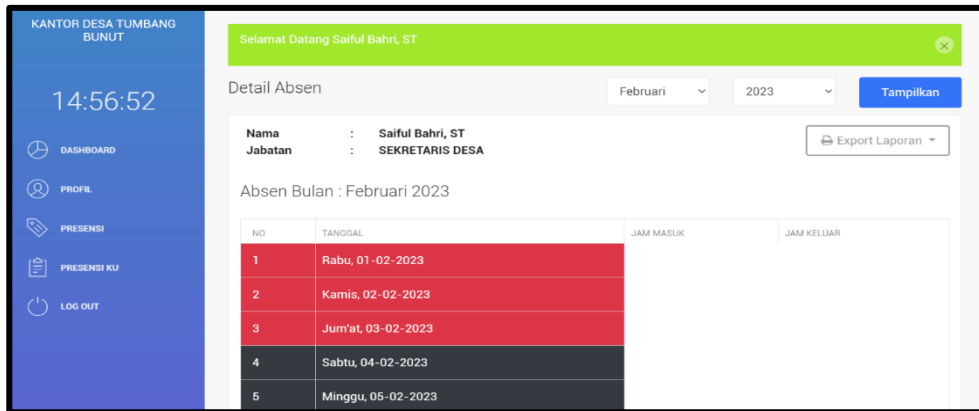 KANTOR DESA TUMBANG
BUNUT
14:56:52
DASHBOARD
PROFIL
PRESENSI
PRESENSI KU
LOG OUT
Selamat Datang Saiful Bahri, ST
Detail Absen
Februari
2023
Tampilkan
Nama : Saiful Bahri, ST
Jabatan : SEKRETARIS DESA
Export Laporan
Absen Bulan : Februari 2023
NO TANGGAL JAM MASUK JAM KELUAR
1 Rabu, 01-02-2023
2 Kamis, 02-02-2023
3 Jum'at, 03-02-2023
4 Sabtu, 04-02-2023
5 Minggu, 05-02-2023